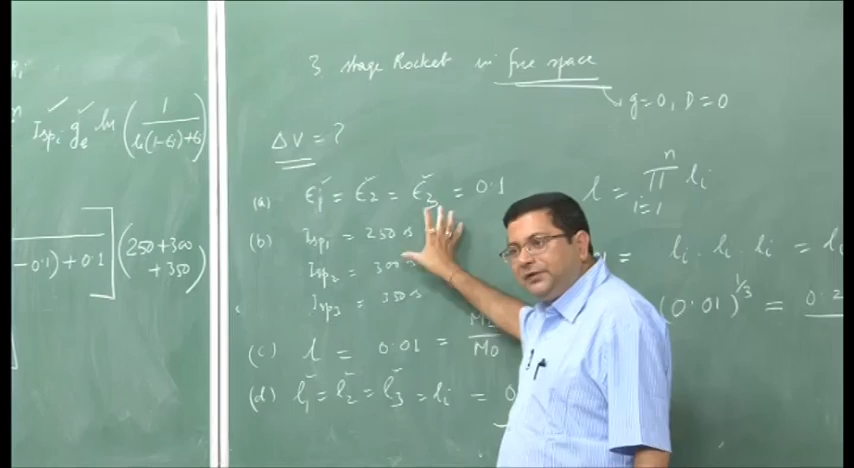 Isp_i g_e ln (1 / (l_i(1-ε_i)+ε_i))
-0.1)+0.1] (250+300
+350)
3 stage Rocket in free space
g=0, D=0
ΔV = ?
(a) ε_1 = ε_2 = ε_3 = 0.1
l = ∏_{i=1}^{n} l_i
(b) Isp_1 = 250 s
Isp_2 = 300 s
Isp_3 = 350 s
= l_i . l_i . l_i = l_i
(0.01)^{1/3} = 0.2
(c) l = 0.01 = / M_0
(d) l_1 = l_2 = l_3 = l_i = 0